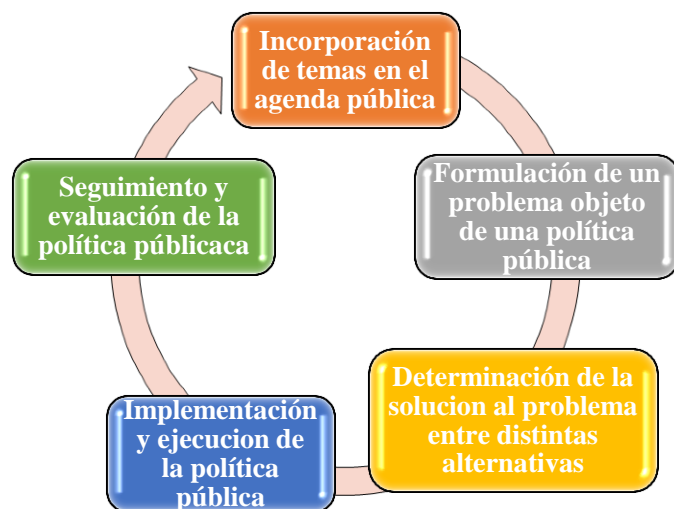 Incorporación
de temas en el
agenda pública
Formulación de un
problema objeto
de una política
pública
Determinación de la
solucion al problema
entre distintas
alternativas
Implementación
y ejecucion de
la política
pública
Seguimiento y
evaluación de la
política públicaca